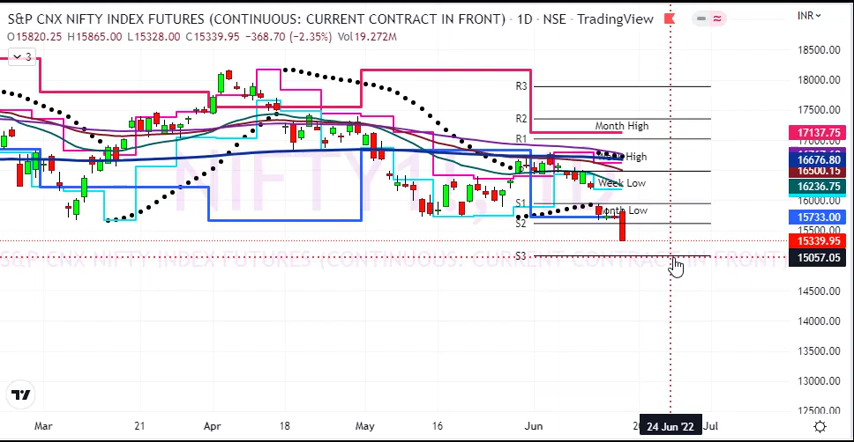 S&P CNX NIFTY INDEX FUTURES (CONTINUOUS: CURRENT CONTRACT IN FRONT) · 1D · NSE · TradingView
INR
O15820.25 H15865.00 L15328.00 C15339.95 -368.70 (-2.35%) Vol19.272M
3
18500.00
18000.00
R3
17500.00
R2
Month High
17137.75
R1
17000.00
High
16676.80
16500.15
Week Low
16236.75
16000.00
S1
Month Low
15733.00
S2
15339.95
S3
15057.05
14500.00
14000.00
13500.00
13000.00
12500.00
Mar
21
Apr
18
May
16
Jun
24 Jun '22
Jul